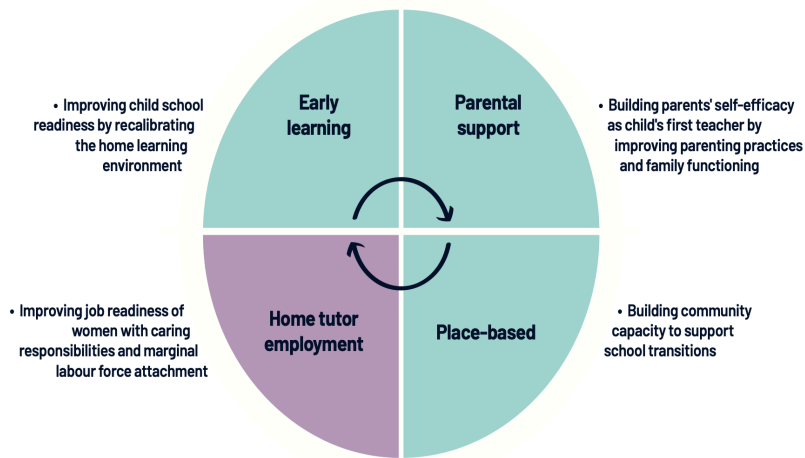 Early
learning
Parental
support
• Improving child school
readiness by recalibrating
the home learning
environment
• Building parents' self-efficacy
as child's first teacher by
improving parenting practices
and family functioning
Home tutor
employment
Place-based
• Improving job readiness of
women with caring
responsibilities and marginal
labour force attachment
• Building community
capacity to support
school transitions